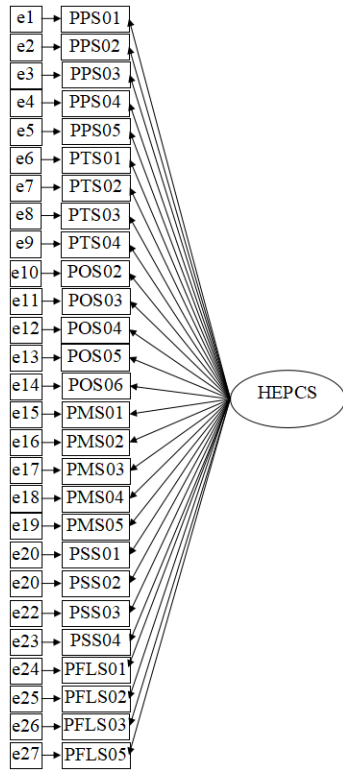 e1 PPS01
e2 PPS02
e3 PPS03
e4 PPS04
e5 PPS05
e6 PTS01
e7 PTS02
e8 PTS03
e9 PTS04
e10 POS02
e11 POS03
e12 POS04
e13 POS05
e14 POS06
HEPCS
e15 PMS01
e16 PMS02
e17 PMS03
e18 PMS04
e19 PMS05
e20 PSS01
e20 PSS02
e22 PSS03
e23 PSS04
e24 PFLS01
e25 PFLS02
e26 PFLS03
e27 PFLS05